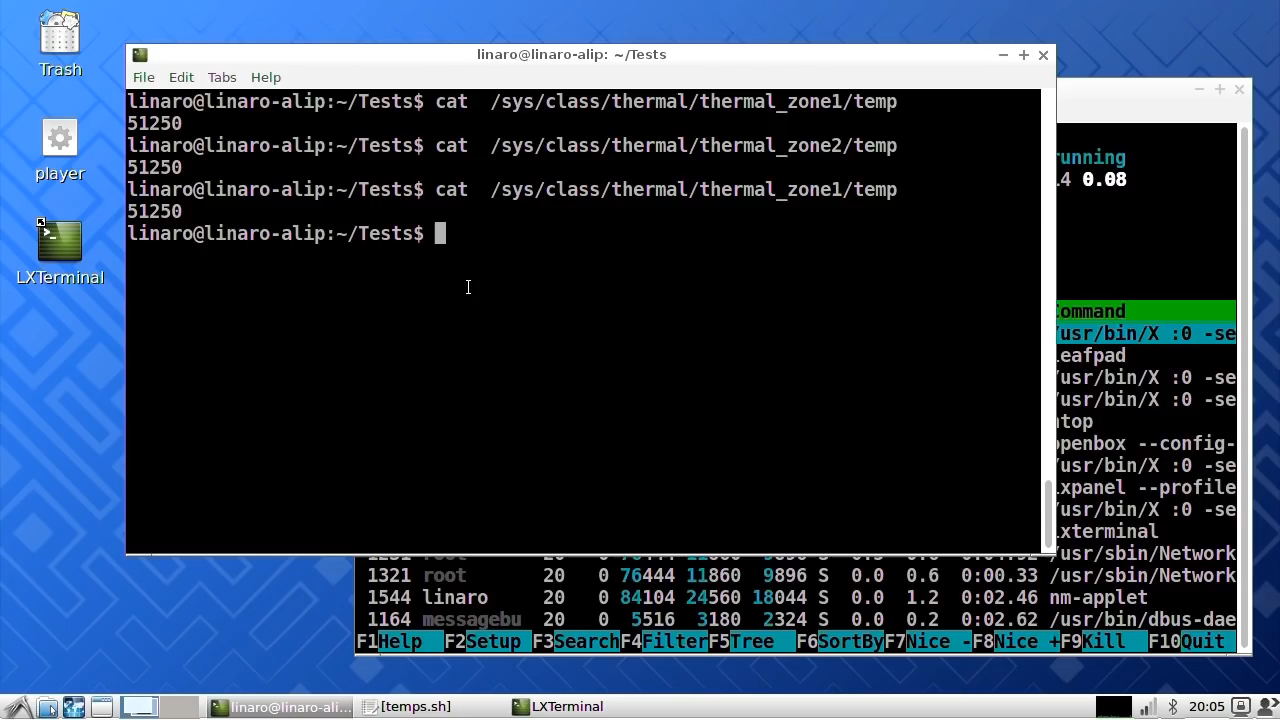 Trash
player
LXTerminal
linaro@linaro-alip: ~/Tests
File Edit Tabs Help
linaro@linaro-alip:~/Tests$ cat  /sys/class/thermal/thermal_zone1/temp
51250
linaro@linaro-alip:~/Tests$ cat  /sys/class/thermal/thermal_zone2/temp
51250
linaro@linaro-alip:~/Tests$ cat  /sys/class/thermal/thermal_zone1/temp
51250
linaro@linaro-alip:~/Tests$
running
14 0.08
Command
/usr/bin/X :0 -se
leafpad
/usr/bin/X :0 -se
/usr/bin/X :0 -se
htop
openbox --config-
/usr/bin/X :0 -se
lxpanel --profile
/usr/bin/X :0 -se
lxterminal
/usr/sbin/Network
1321 root 20 0 76444 11860 9896 S 0.0 0.6 0:00.33 /usr/sbin/Network
1544 linaro 20 0 84104 24560 18044 S 0.0 1.2 0:02.46 nm-applet
1164 messagebu 20 0 5516 3180 2324 S 0.0 0.2 0:02.62 /usr/bin/dbus-dae
F1Help F2Setup F3Search F4Filter F5Tree F6SortBy F7Nice - F8Nice + F9Kill F10Quit
linaro@linaro-ali... [temps.sh] LXTerminal 20:05